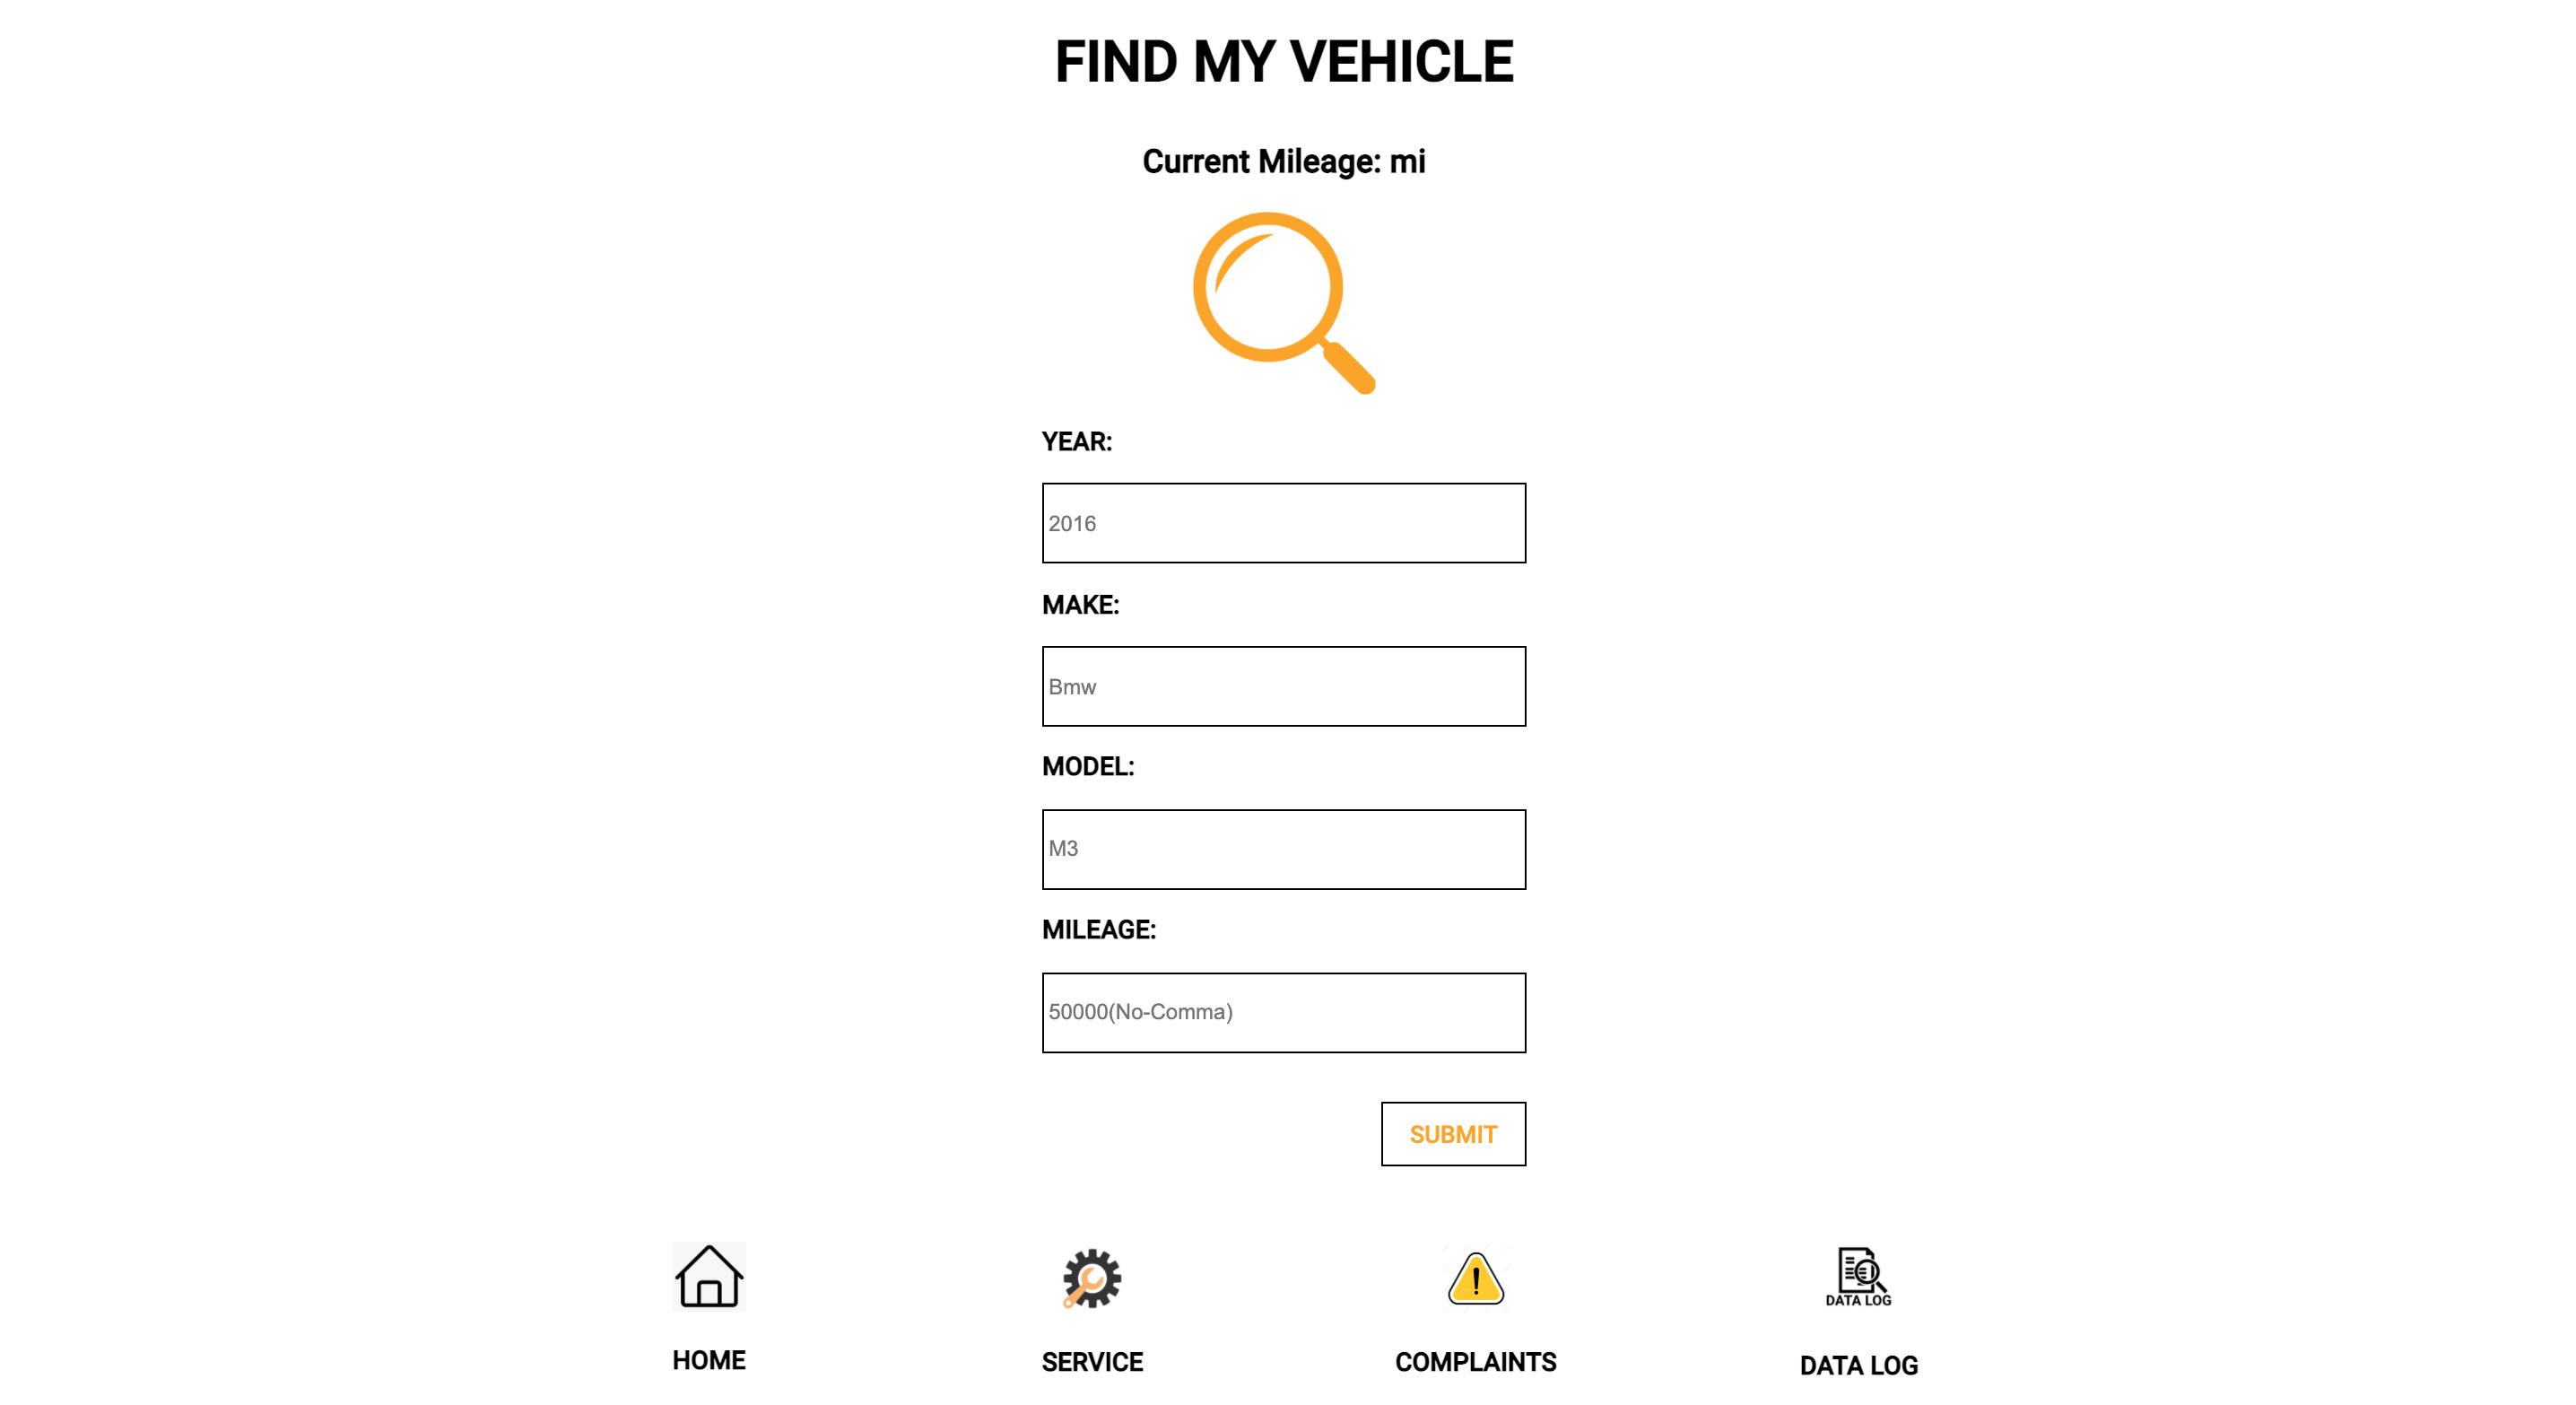 FIND MY VEHICLE
Current Mileage: mi
YEAR:
2016
MAKE:
Bmw
MODEL:
M3
MILEAGE:
50000(No-Comma)
SUBMIT
DATA LOG
HOME
SERVICE
COMPLAINTS
DATA LOG